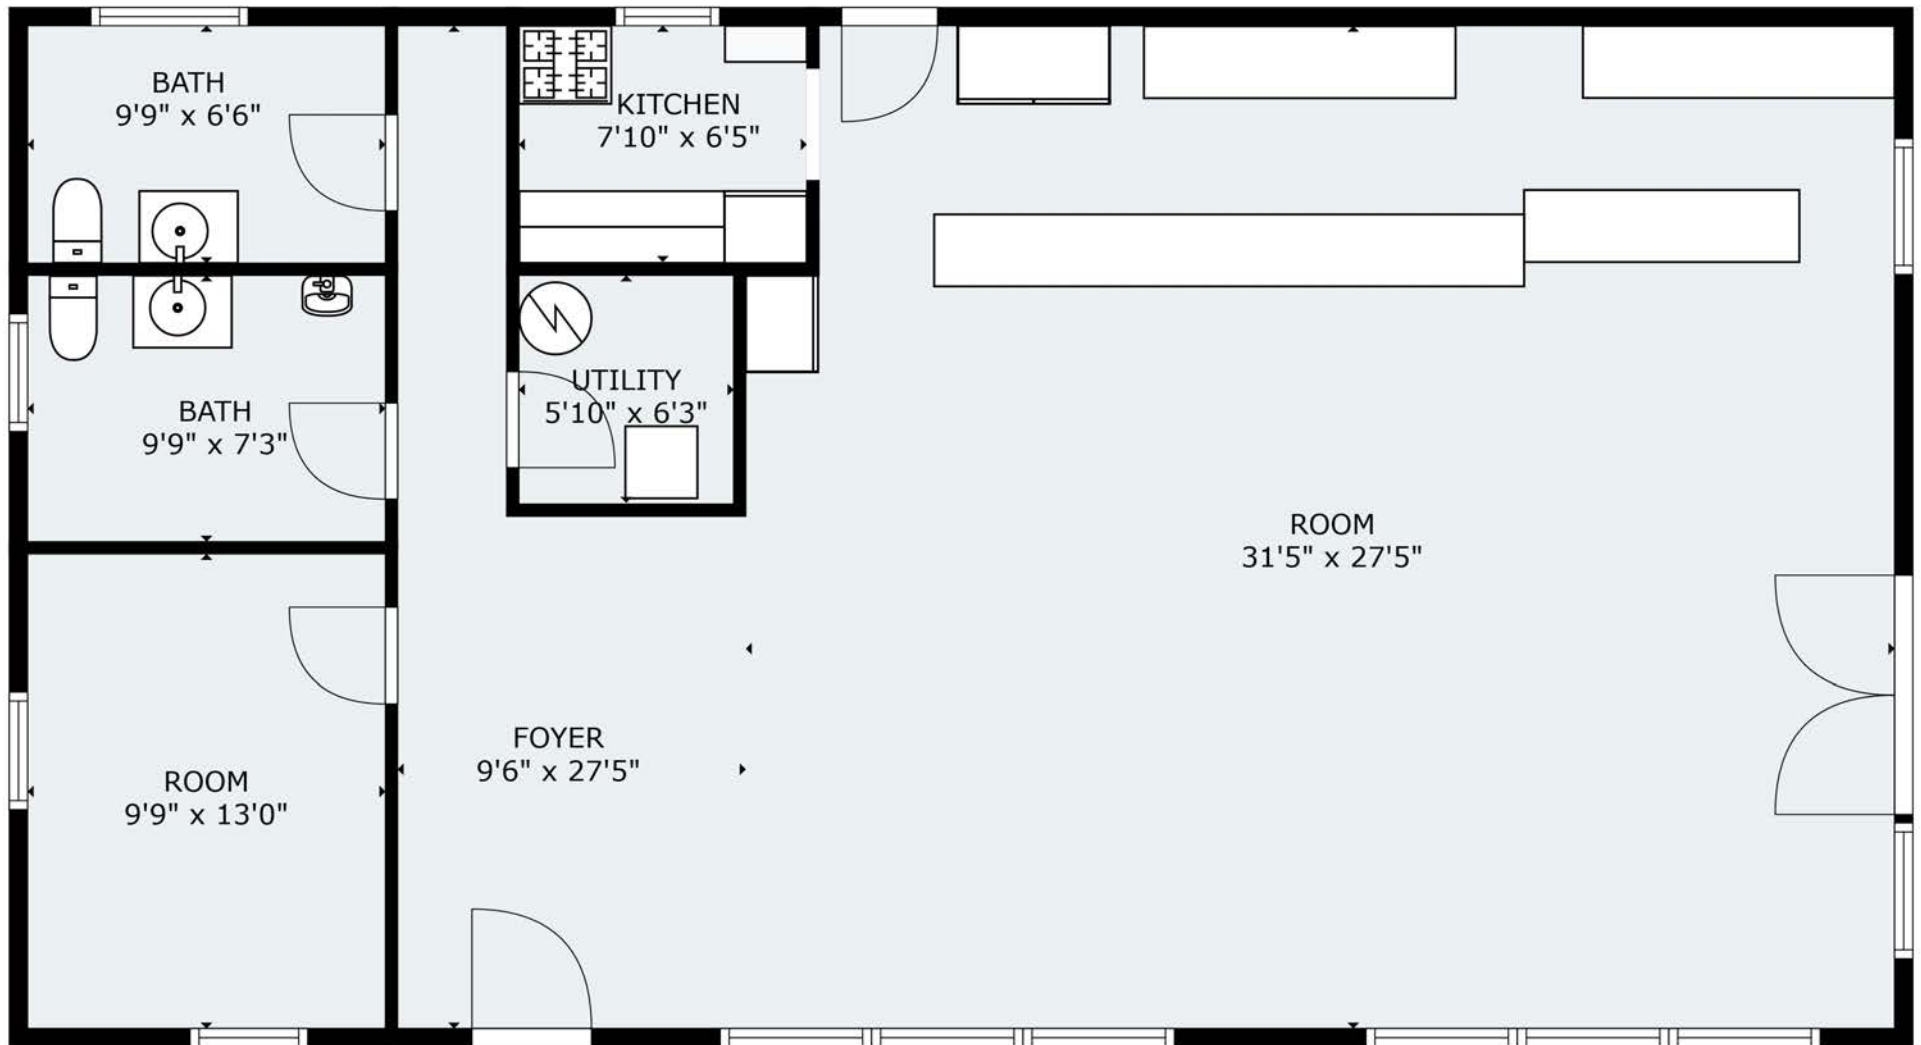 BATH
9'9" x 6'6"
KITCHEN
7'10" x 6'5"
BATH
9'9" x 7'3"
UTILITY
5'10" x 6'3"
ROOM
31'5" x 27'5"
FOYER
9'6" x 27'5"
ROOM
9'9" x 13'0"